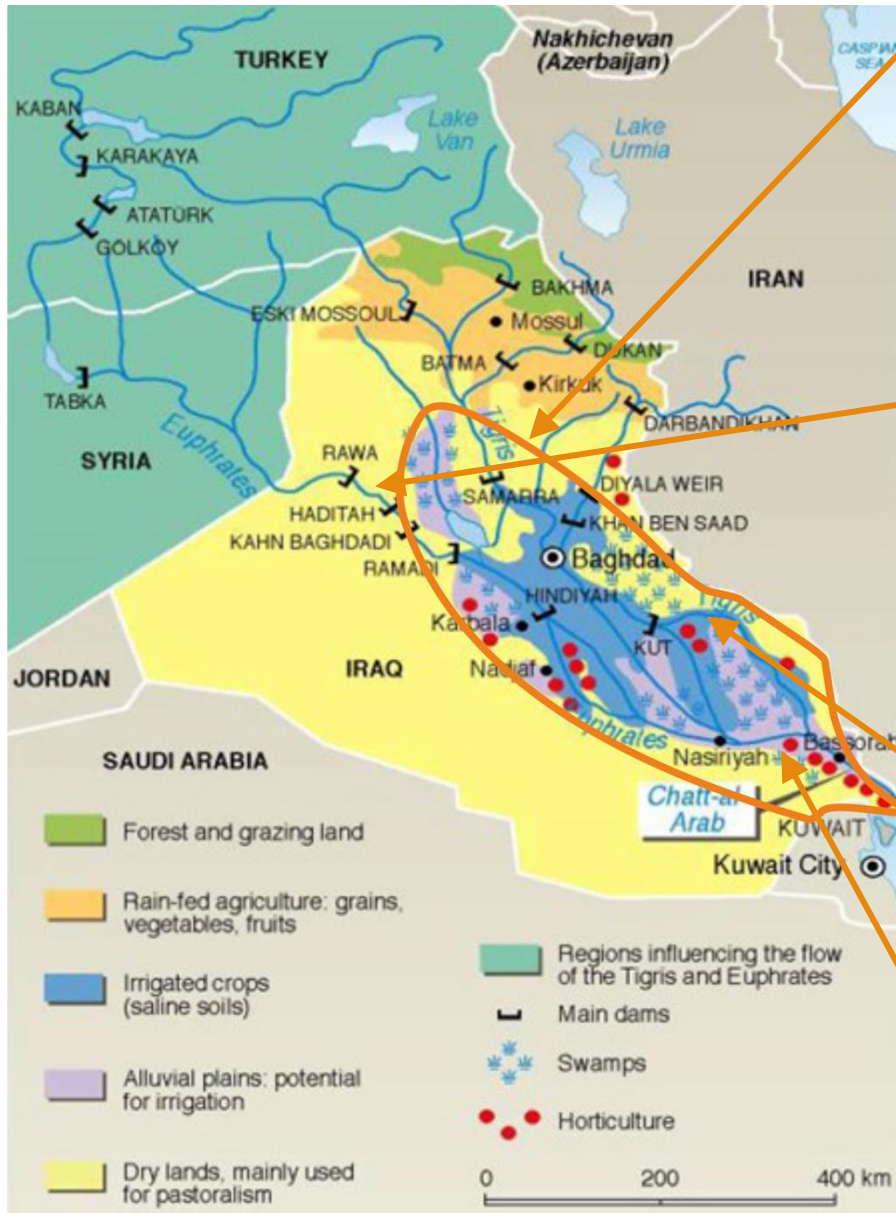 Nakhichevan
(Azerbaijan)
CASPIAN
SEA
TURKEY
KABAN
Lake
Van
Lake
Urmia
KARAKAYA
ATATÜRK
GOLKOY
IRAN
BAKHMA
ESKI MOSSOUL
Mossul
DUKAN
BATMA
Kirkuk
TABKA
DARBANDIKHAN
Tigris
Euphrates
SYRIA
RAWA
SAMARRA
DIYALA WEIR
HADITAH
KHAN BEN SAAD
KAHN BAGHDADI
RAMADI
Baghdad
HINDIYAH
Tigris
Karbala
KUT
JORDAN
IRAQ
Nadjaf
Euphrates
Bassorah
Nasiriyah
SAUDI ARABIA
Chatt-al
Arab
KUWAIT
Kuwait City
Forest and grazing land
Rain-fed agriculture: grains,
vegetables, fruits
Irrigated crops
(saline soils)
Alluvial plains: potential
for irrigation
Dry lands, mainly used
for pastoralism
Regions influencing the flow
of the Tigris and Euphrates
Main dams
Swamps
Horticulture
0 200 400 km